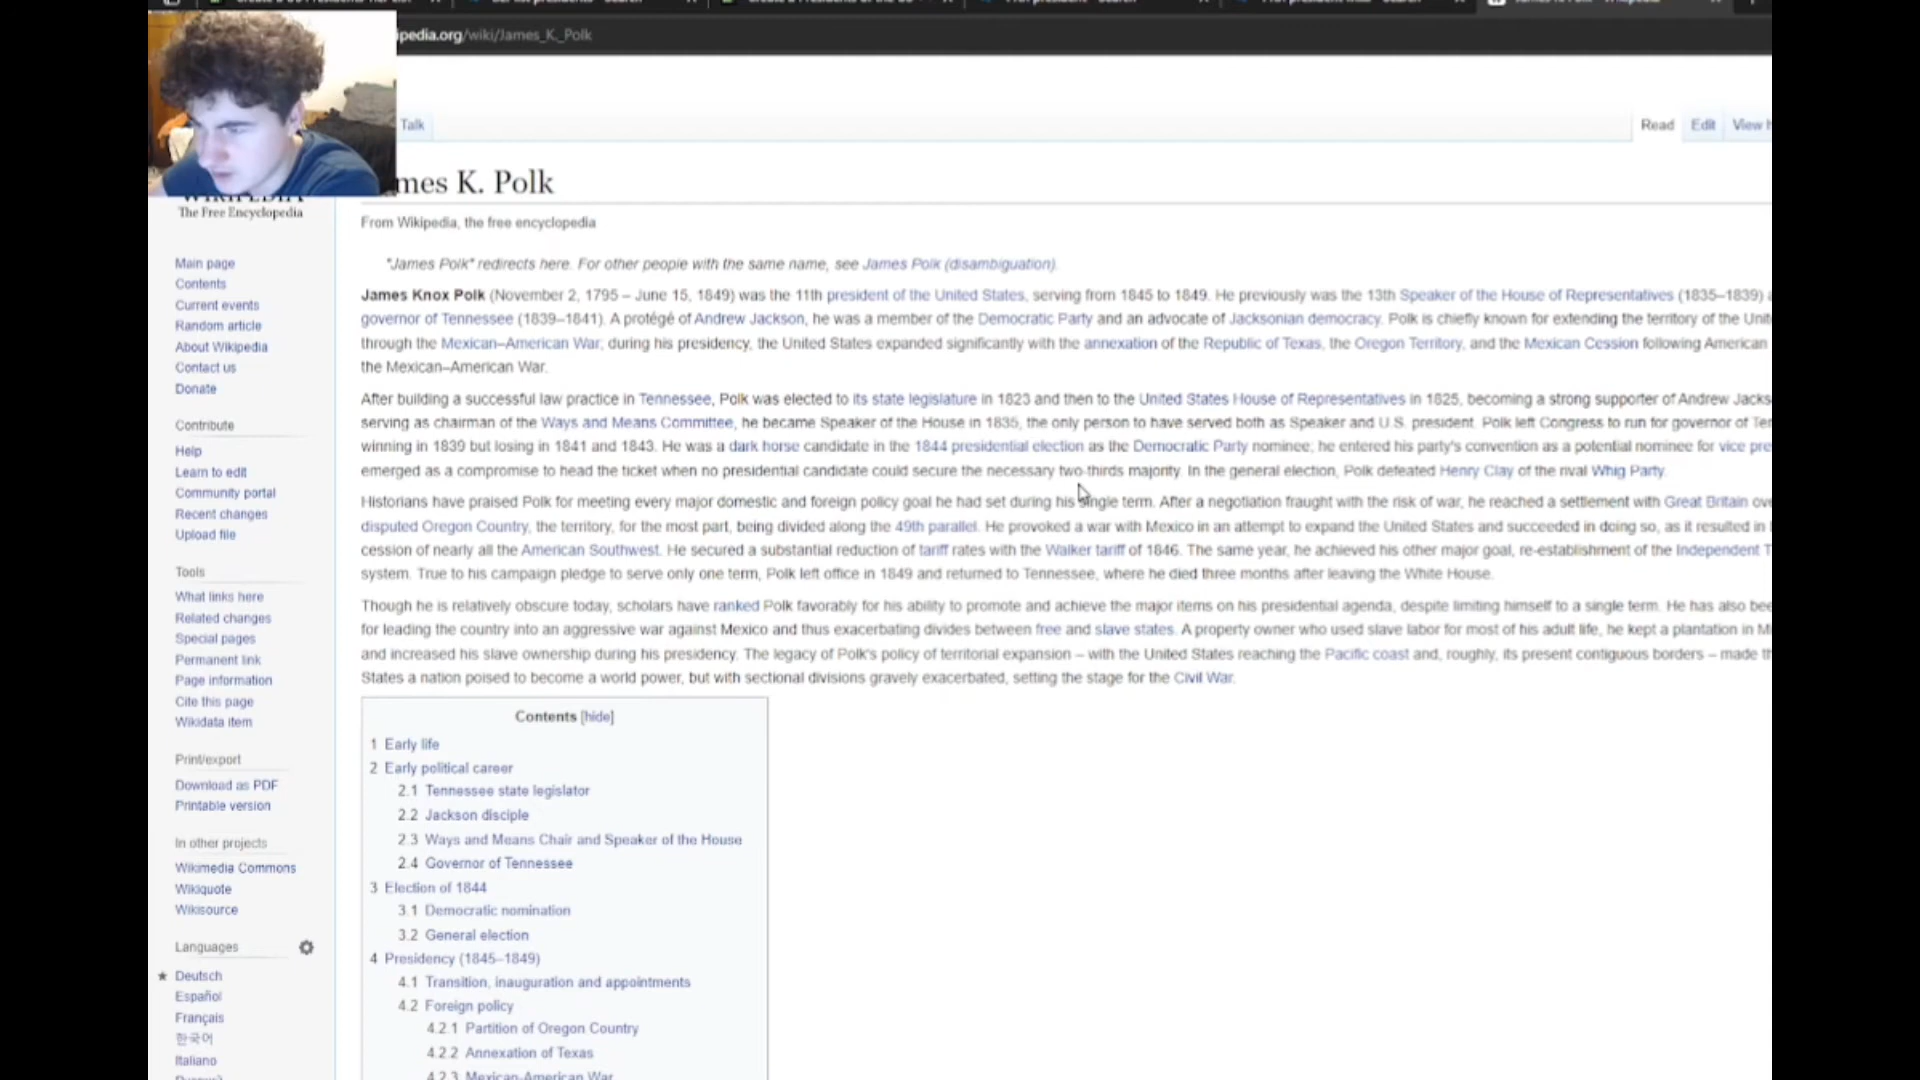 ipedia.org/wiki/James_K._Polk
Talk
Read Edit View
mes K. Polk
The Free Encyclopedia
From Wikipedia, the free encyclopedia
"James Polk" redirects here. For other people with the same name, see James Polk (disambiguation).
James Knox Polk (November 2, 1795 – June 15, 1849) was the 11th president of the United States, serving from 1845 to 1849. He previously was the 13th Speaker of the House of Representatives (1835–1839)
governor of Tennessee (1839–1841). A protégé of Andrew Jackson, he was a member of the Democratic Party and an advocate of Jacksonian democracy. Polk is chiefly known for extending the territory of the Unit
through the Mexican–American War; during his presidency, the United States expanded significantly with the annexation of the Republic of Texas, the Oregon Territory, and the Mexican Cession following American
the Mexican–American War.
After building a successful law practice in Tennessee, Polk was elected to its state legislature in 1823 and then to the United States House of Representatives in 1825, becoming a strong supporter of Andrew Jacks
serving as chairman of the Ways and Means Committee, he became Speaker of the House in 1835, the only person to have served both as Speaker and U.S. president. Polk left Congress to run for governor of Ten
winning in 1839 but losing in 1841 and 1843. He was a dark horse candidate in the 1844 presidential election as the Democratic Party nominee; he entered his party's convention as a potential nominee for vice pre
emerged as a compromise to head the ticket when no presidential candidate could secure the necessary two-thirds majority. In the general election, Polk defeated Henry Clay of the rival Whig Party.
Historians have praised Polk for meeting every major domestic and foreign policy goal he had set during his single term. After a negotiation fraught with the risk of war, he reached a settlement with Great Britain ove
disputed Oregon Country, the territory, for the most part, being divided along the 49th parallel. He provoked a war with Mexico in an attempt to expand the United States and succeeded in doing so, as it resulted in
cession of nearly all the American Southwest. He secured a substantial reduction of tariff rates with the Walker tariff of 1846. The same year, he achieved his other major goal, re-establishment of the Independent T
system. True to his campaign pledge to serve only one term, Polk left office in 1849 and returned to Tennessee, where he died three months after leaving the White House.
Though he is relatively obscure today, scholars have ranked Polk favorably for his ability to promote and achieve the major items on his presidential agenda, despite limiting himself to a single term. He has also bee
for leading the country into an aggressive war against Mexico and thus exacerbating divides between free and slave states. A property owner who used slave labor for most of his adult life, he kept a plantation in Mi
and increased his slave ownership during his presidency. The legacy of Polk's policy of territorial expansion – with the United States reaching the Pacific coast and, roughly, its present contiguous borders – made th
States a nation poised to become a world power, but with sectional divisions gravely exacerbated, setting the stage for the Civil War.
Contents [hide]
1 Early life
2 Early political career
2.1 Tennessee state legislator
2.2 Jackson disciple
2.3 Ways and Means Chair and Speaker of the House
2.4 Governor of Tennessee
3 Election of 1844
3.1 Democratic nomination
3.2 General election
4 Presidency (1845–1849)
4.1 Transition, inauguration and appointments
4.2 Foreign policy
4.2.1 Partition of Oregon Country
4.2.2 Annexation of Texas
4.2.3 Mexican-American War
Main page
Contents
Current events
Random article
About Wikipedia
Contact us
Donate
Contribute
Help
Learn to edit
Community portal
Recent changes
Upload file
Tools
What links here
Related changes
Special pages
Permanent link
Page information
Cite this page
Wikidata item
Print/export
Download as PDF
Printable version
In other projects
Wikimedia Commons
Wikiquote
Wikisource
Languages
Deutsch
Español
Français
한국어
Italiano